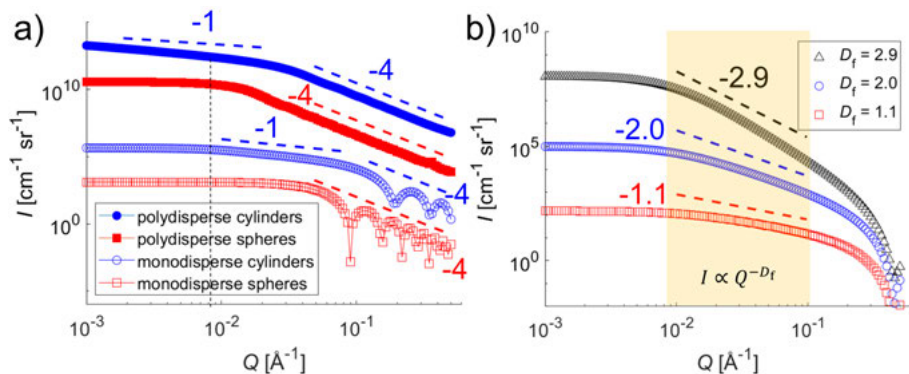 a)
-1
-4
10^10
-4
-1
-4
10^0
-4
I [cm^-1 sr^-1]
polydisperse cylinders
polydisperse spheres
monodisperse cylinders
monodisperse spheres
10^-3
10^-2
10^-1
Q [Å^-1]
b)
10^10
D_f = 2.9
D_f = 2.0
D_f = 1.1
-2.9
-2.0
10^5
-1.1
I [cm^-1 sr^-1]
10^0
I ∝ Q^-D_f
10^-3
10^-2
10^-1
Q [Å^-1]